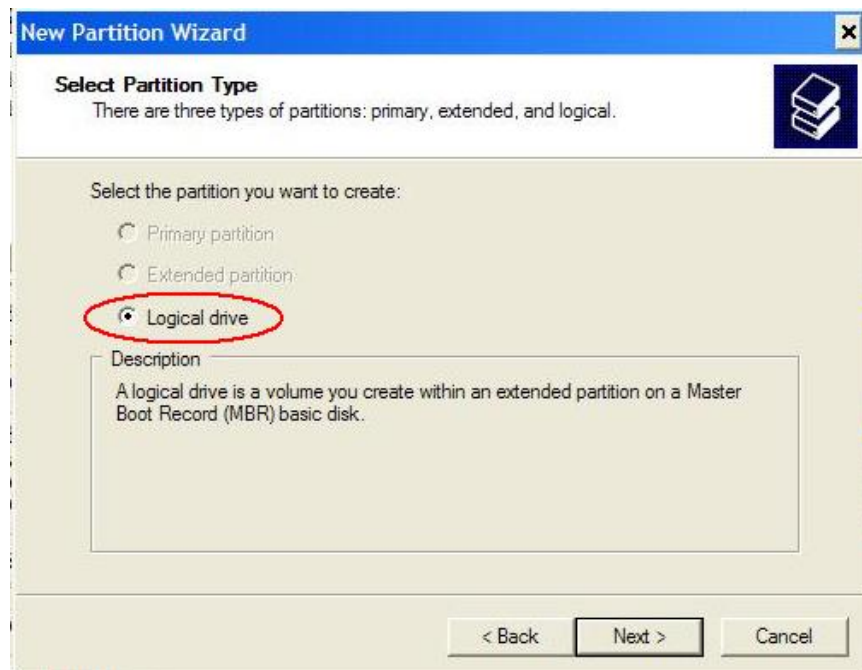 New Partition Wizard
Select Partition Type
There are three types of partitions: primary, extended, and logical.
Select the partition you want to create:
Primary partition
Extended partition
Logical drive
Description
A logical drive is a volume you create within an extended partition on a Master
Boot Record (MBR) basic disk.
< Back
Next >
Cancel